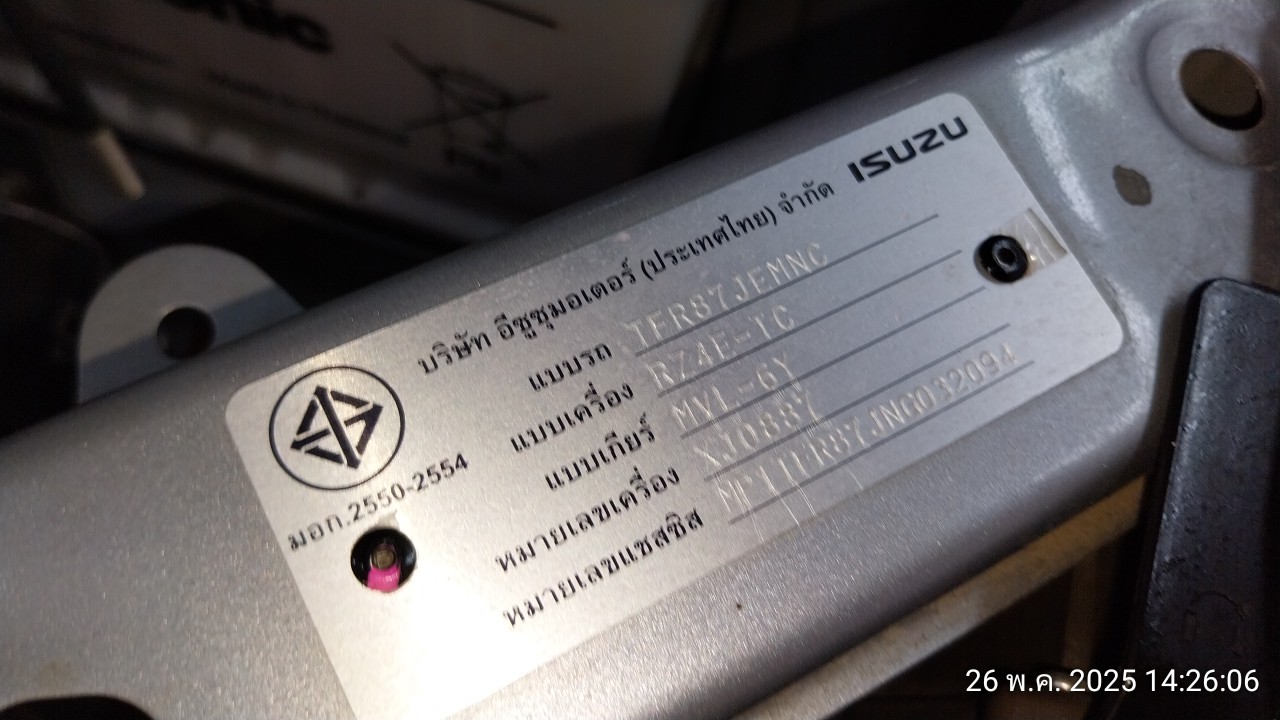 ISUZU
บริษัท อีซูซุมอเตอร์ (ประเทศไทย) จำกัด
แบบรถ TFR87JEMNC
แบบเครื่อง RZ4E-TC
แบบเกียร์ MVL-6Y
หมายเลขเครื่อง XJ0887
หมายเลขแชสซิส MP1TFR87JNG032094
มอก.2550-2554
26 พ.ค. 2025 14:26:06